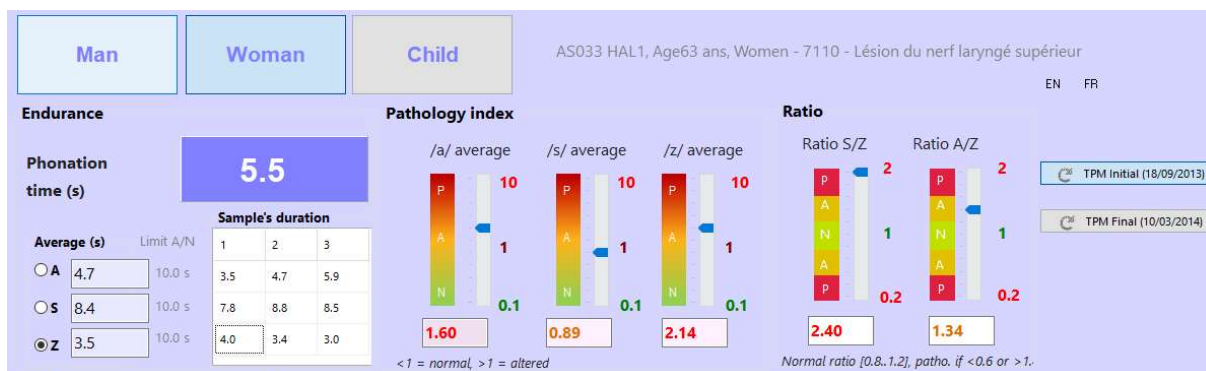 Man Woman Child AS033 HAL1, Age63 ans, Women - 7110 - Lésion du nerf laryngé supérieur
EN FR
Endurance
Phonation time (s)
5.5
Sample's duration
Average (s) Limit A/N 1 2 3
A 4.7 10.0 s 3.5 4.7 5.9
S 8.4 10.0 s 7.8 8.8 8.5
Z 3.5 10.0 s 4.0 3.4 3.0
Pathology index
/a/ average /s/ average /z/ average
P 10 P 10 P 10
A 1 A 1 A 1
N 0.1 N 0.1 N 0.1
1.60 0.89 2.14
<1 = normal, >1 = altered
Ratio
Ratio S/Z Ratio A/Z
P 2 P 2
A A
N 1 N 1
A A
P 0.2 P 0.2
2.40 1.34
Normal ratio [0.8..1.2], patho. if <0.6 or >1.
TPM Initial (18/09/2013)
TPM Final (10/03/2014)